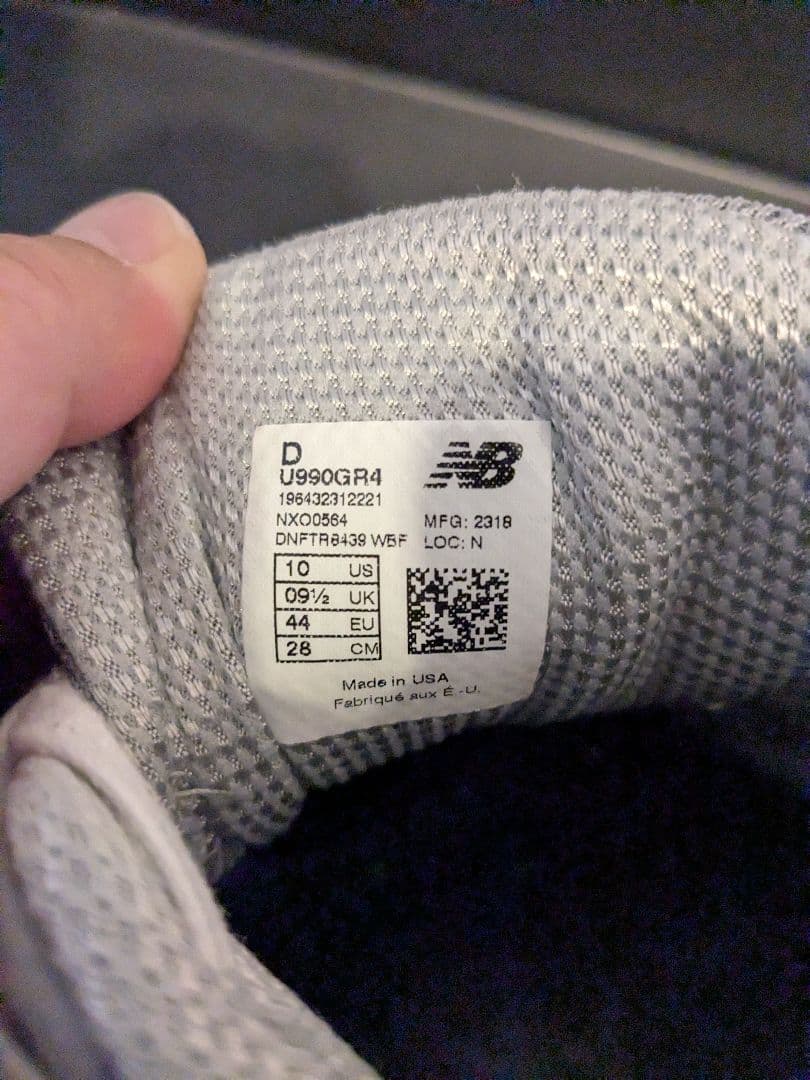 D
U990GR4
196432312221
NXO0564
DNFTR8439 WBF
NB
MFG: 2318
LOC: N
10 US
09½ UK
44 EU
28 CM
Made in USA
Fabriqué aux É.-U.